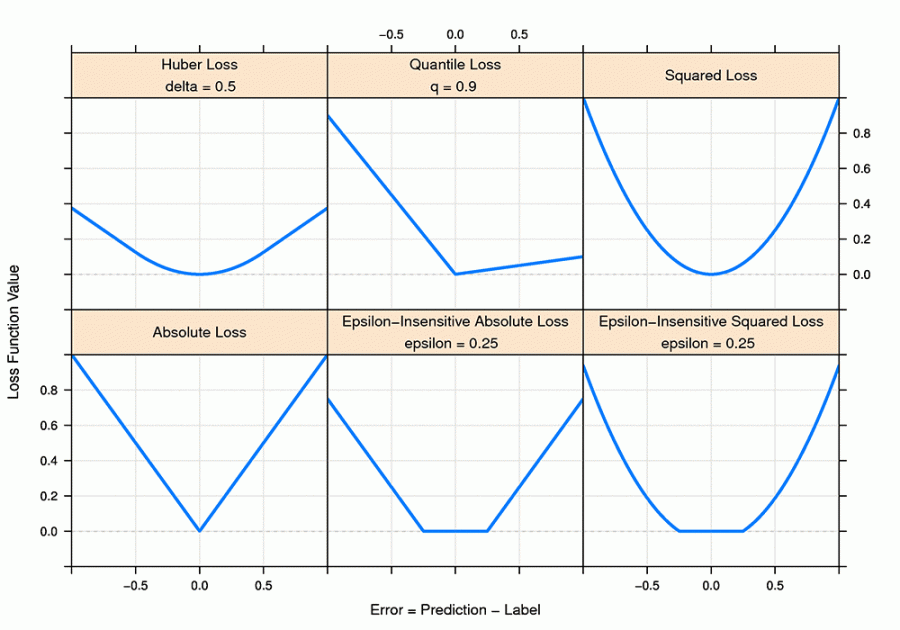 −0.5 0.0 0.5
Huber Loss
delta = 0.5
Quantile Loss
q = 0.9
Squared Loss
0.8
0.6
0.4
0.2
0.0
Loss Function Value
Absolute Loss
Epsilon−Insensitive Absolute Loss
epsilon = 0.25
Epsilon−Insensitive Squared Loss
epsilon = 0.25
0.8
0.6
0.4
0.2
0.0
−0.5 0.0 0.5
−0.5 0.0 0.5
Error = Prediction − Label